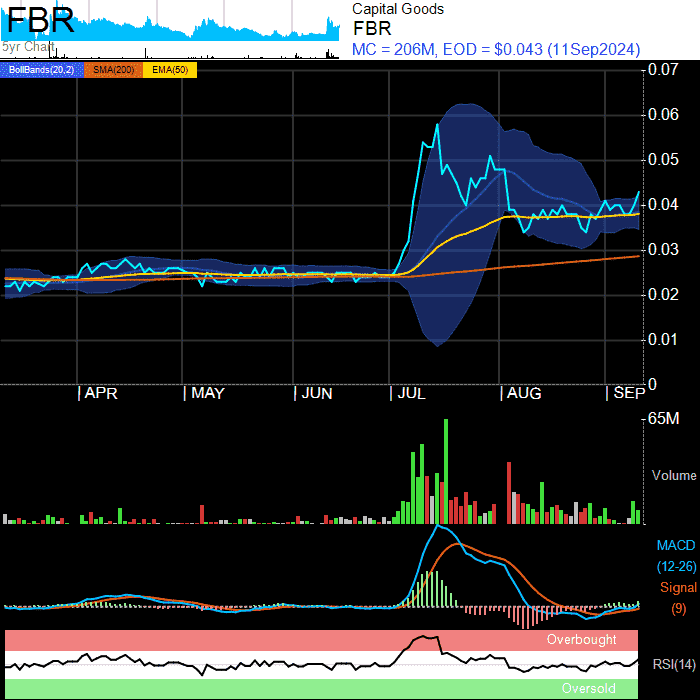 FBR
5yr Chart
Capital Goods
FBR
MC = 206M, EOD = $0.043 (11Sep2024)
BollBands(20,2) SMA(200) EMA(50)
0.07
0.06
0.05
0.04
0.03
0.02
0.01
0
| APR | MAY | JUN | JUL | AUG | SEP
65M
Volume
MACD
(12-26)
Signal
(9)
Overbought
RSI(14)
Oversold